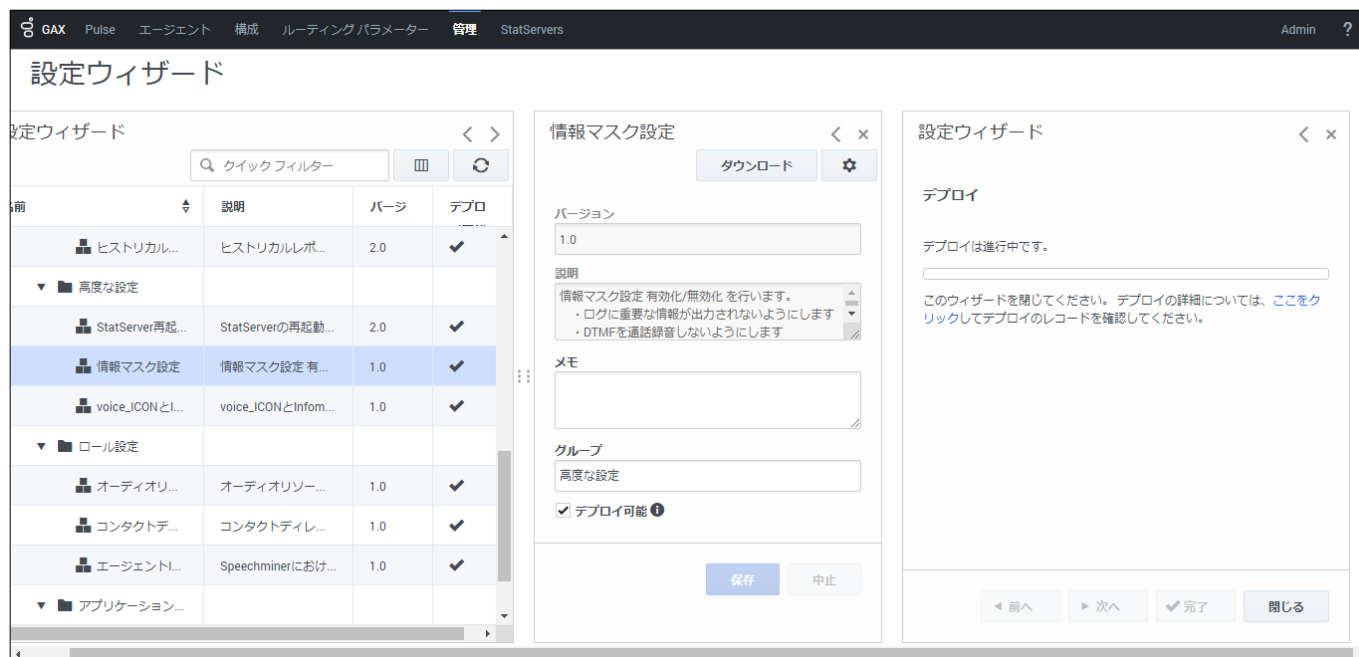 GAX Pulse エージェント 構成 ルーティング パラメーター 管理 StatServers Admin ?
設定ウィザード
設定ウィザード
クイック フィルター
名前 説明 バージ デプロ
ヒストリカル... ヒストリカルレポ... 2.0
高度な設定
StatServer再起... StatServerの再起動... 2.0
情報マスク設定 情報マスク設定 有... 1.0
voice_ICONとI... voice_ICONとInfom... 1.0
ロール設定
オーディオリ... オーディオリソー... 1.0
コンタクトデ... コンタクトディレ... 1.0
エージェントI... Speechminerにおけ... 1.0
アプリケーション...
情報マスク設定
ダウンロード
バージョン
1.0
説明
情報マスク設定 有効化/無効化 を行います。
・ログに重要な情報が出力されないようにします
・DTMFを通話録音しないようにします
メモ
グループ
高度な設定
デプロイ可能
保存 中止
設定ウィザード
デプロイ
デプロイは進行中です。
このウィザードを閉じてください。 デプロイの詳細については、ここをク
リックしてデプロイのレコードを確認してください。
前へ 次へ 完了 閉じる